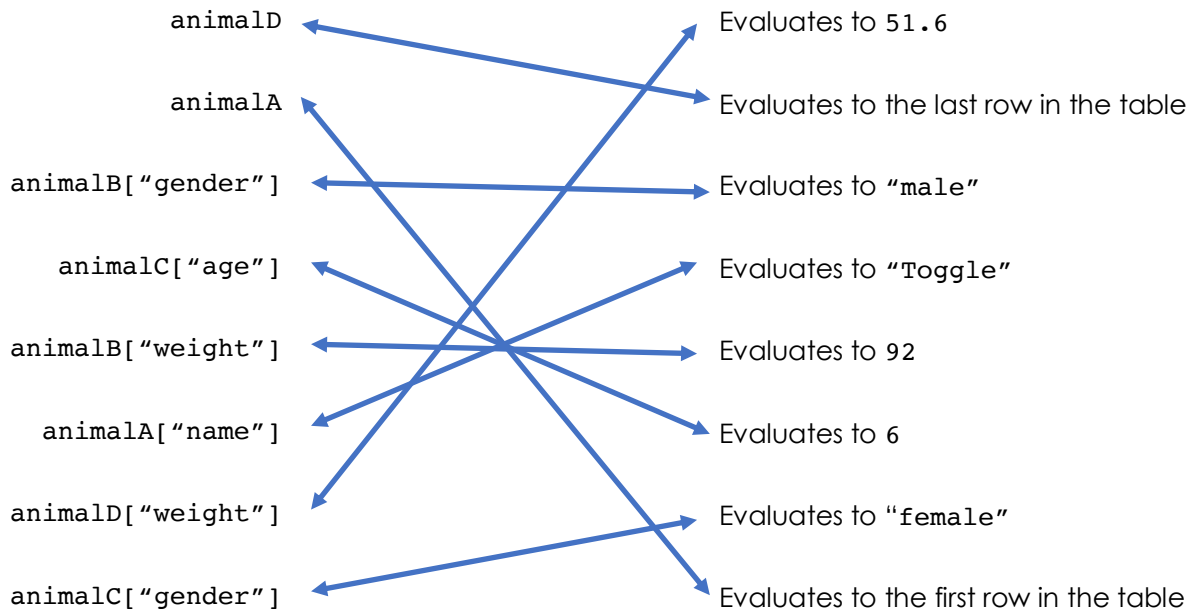 animalD
Evaluates to 51.6
animalA
Evaluates to the last row in the table
animalB[“gender”]
Evaluates to “male”
animalC[“age”]
Evaluates to “Toggle”
animalB[“weight”]
Evaluates to 92
animalA[“name”]
Evaluates to 6
animalD[“weight”]
Evaluates to “female”
animalC[“gender”]
Evaluates to the first row in the table